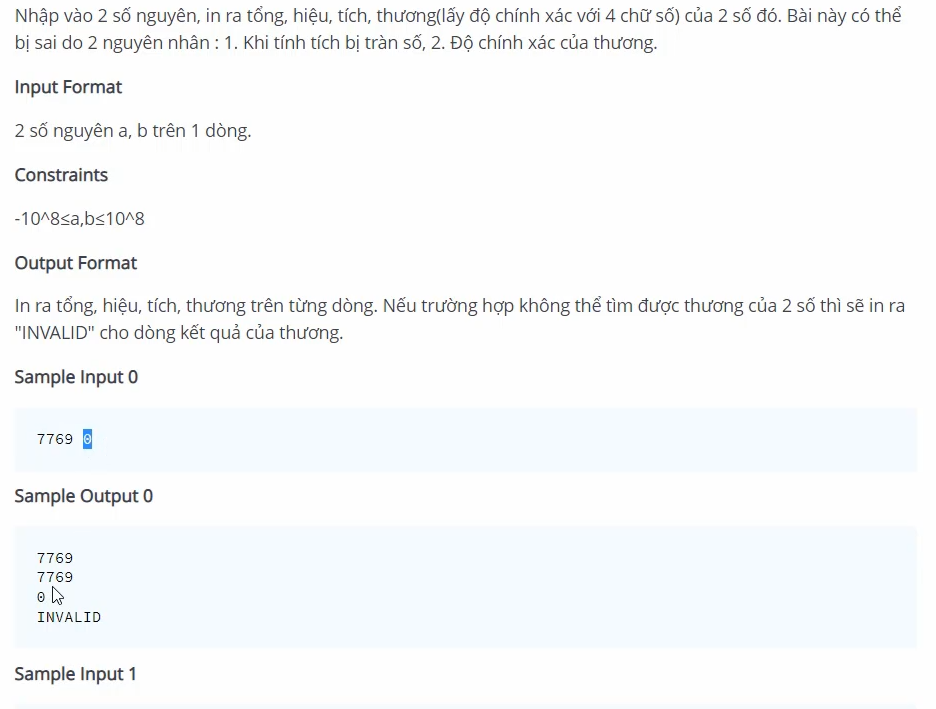 Nhập vào 2 số nguyên, in ra tổng, hiệu, tích, thương(lấy độ chính xác với 4 chữ số) của 2 số đó. Bài này có thể
bị sai do 2 nguyên nhân : 1. Khi tính tích bị tràn số, 2. Độ chính xác của thương.
Input Format
2 số nguyên a, b trên 1 dòng.
Constraints
-10^8≤a,b≤10^8
Output Format
In ra tổng, hiệu, tích, thương trên từng dòng. Nếu trường hợp không thể tìm được thương của 2 số thì sẽ in ra
"INVALID" cho dòng kết quả của thương.
Sample Input 0
7769 0
Sample Output 0
7769
7769
0
INVALID
Sample Input 1